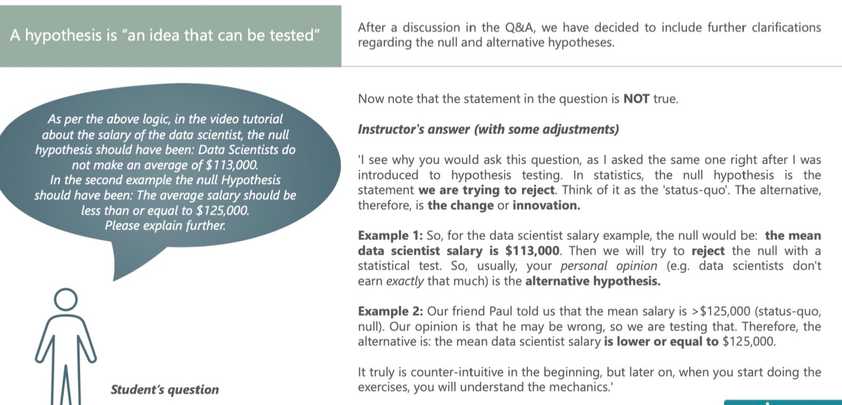 A hypothesis is “an idea that can be tested”
After a discussion in the Q&A, we have decided to include further clarifications
regarding the null and alternative hypotheses.
As per the above logic, in the video tutorial
about the salary of the data scientist, the null
hypothesis should have been: Data Scientists do
not make an average of $113,000.
In the second example the null Hypothesis
should have been: The average salary should be
less than or equal to $125,000.
Please explain further.
Student’s question
Now note that the statement in the question is NOT true.
Instructor's answer (with some adjustments)
'I see why you would ask this question, as I asked the same one right after I was
introduced to hypothesis testing. In statistics, the null hypothesis is the
statement we are trying to reject. Think of it as the 'status-quo'. The alternative,
therefore, is the change or innovation.
Example 1: So, for the data scientist salary example, the null would be: the mean
data scientist salary is $113,000. Then we will try to reject the null with a
statistical test. So, usually, your personal opinion (e.g. data scientists don't
earn exactly that much) is the alternative hypothesis.
Example 2: Our friend Paul told us that the mean salary is >$125,000 (status-quo,
null). Our opinion is that he may be wrong, so we are testing that. Therefore, the
alternative is: the mean data scientist salary is lower or equal to $125,000.
It truly is counter-intuitive in the beginning, but later on, when you start doing the
exercises, you will understand the mechanics.'